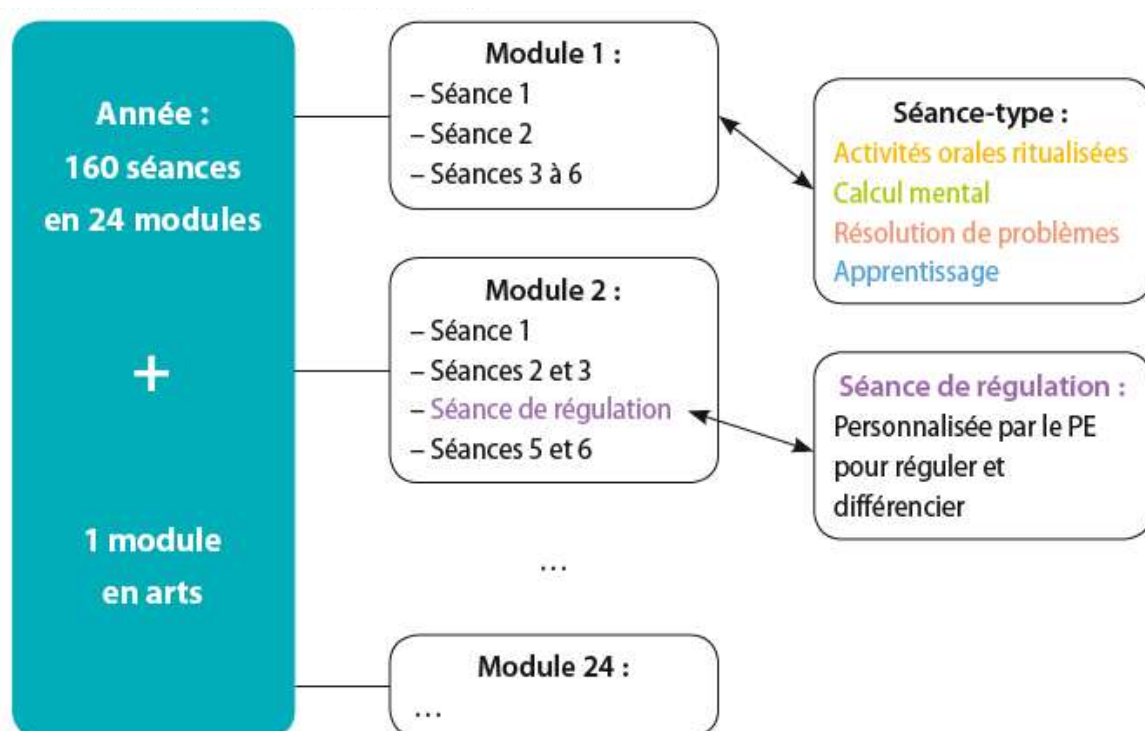 Année :
160 séances
en 24 modules
+
1 module
en arts
Module 1 :
– Séance 1
– Séance 2
– Séances 3 à 6
Module 2 :
– Séance 1
– Séances 2 et 3
– Séance de régulation
– Séances 5 et 6
...
Module 24 :
...
Séance-type :
Activités orales ritualisées
Calcul mental
Résolution de problèmes
Apprentissage
Séance de régulation :
Personnalisée par le PE
pour réguler et
différencier